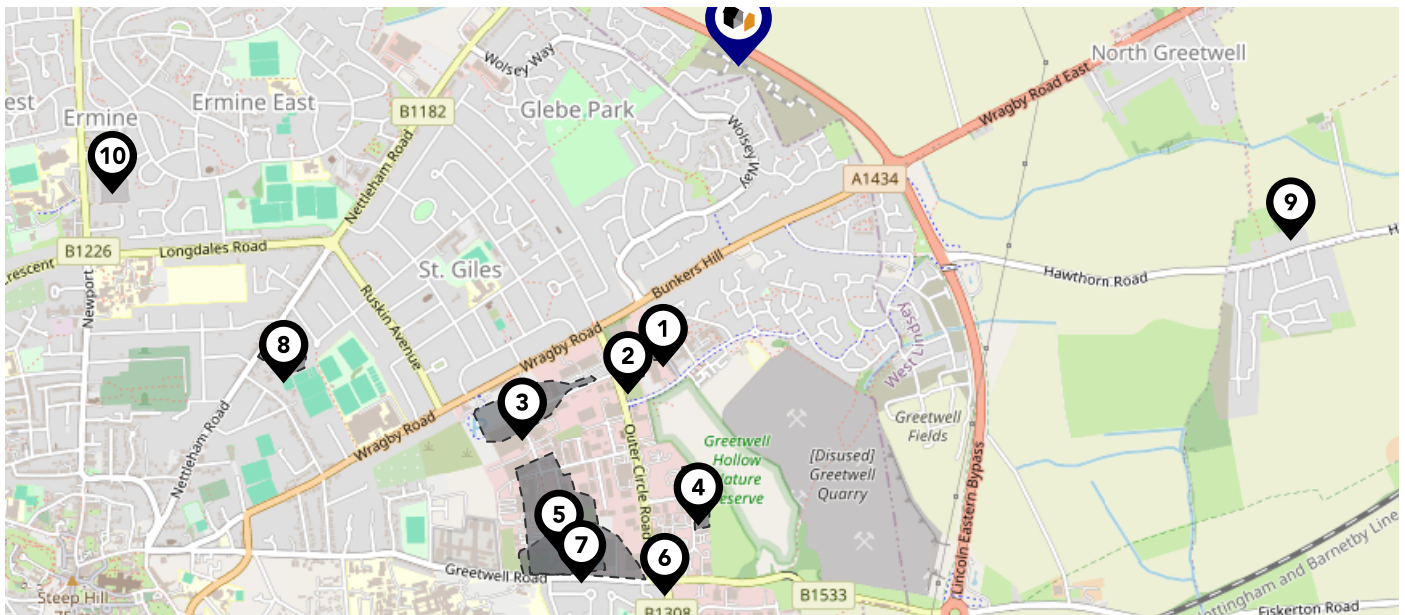 North Greetwell
Wolsey Way
Wragby Road East
est
Ermine East
B1182
Glebe Park
Ermine
Wolsey Way
10
Nettleham Road
A1434
9
B1226
Longdales Road
Crescent
H
St. Giles
Bunkers Hill
Hawthorn Road
Newport
Ruskin Avenue
1
West Lindsey
8
Wragby Road
2
3
Greetwell
Fields
Wragby Road
Outer Circle Road
Greetwell
Hollow
Nature
Reserve
[Disused]
Greetwell
Quarry
Nettleham Road
4
Lincoln Eastern Bypass
5
7
6
Greetwell Road
Nottingham and Barnetby Line
Steep Hill
75
B1308
B1533
Fiskerton Road